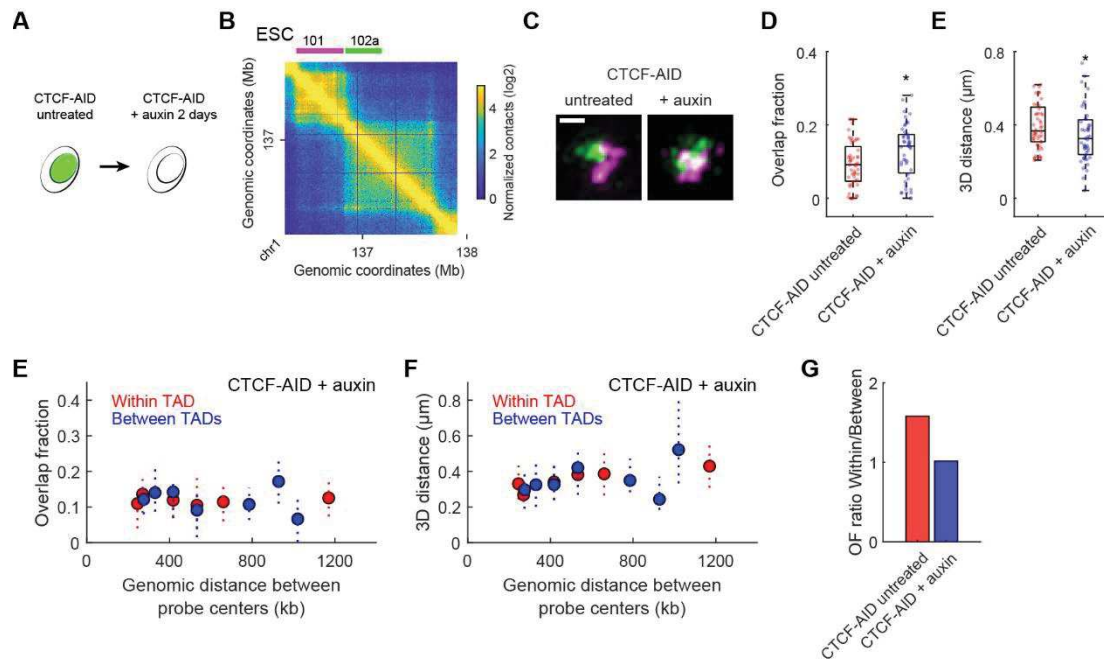 A
CTCF-AID
untreated
CTCF-AID
+ auxin 2 days
B
ESC
101
102a
Genomic coordinates (Mb)
137
chr1
137
138
Genomic coordinates (Mb)
4
2
0
Normalized contacts (log2)
C
CTCF-AID
untreated
+ auxin
D
Overlap fraction
0.4
0.2
0
*
CTCF-AID untreated
CTCF-AID + auxin
E
3D distance (µm)
0.8
0.4
0
*
CTCF-AID untreated
CTCF-AID + auxin
E
CTCF-AID + auxin
Within TAD
Between TADs
Overlap fraction
0.4
0.3
0.2
0.1
0
0
400
800
1200
Genomic distance between
probe centers (kb)
F
CTCF-AID + auxin
Within TAD
Between TADs
3D distance (µm)
0.8
0.6
0.4
0.2
0
0
400
800
1200
Genomic distance between
probe centers (kb)
G
OF ratio Within/Between
2
1
0
CTCF-AID untreated
CTCF-AID + auxin